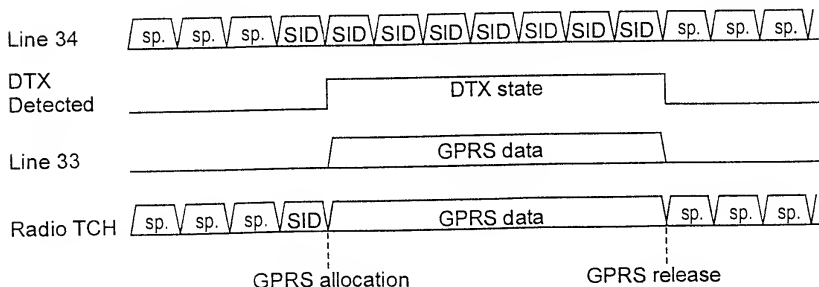 Line 34 sp. sp. sp. SID SID SID SID SID SID SID SID sp. sp. sp.
DTX
Detected DTX state
Line 33 GPRS data
Radio TCH sp. sp. sp. SID GPRS data sp. sp. sp.
GPRS allocation GPRS release